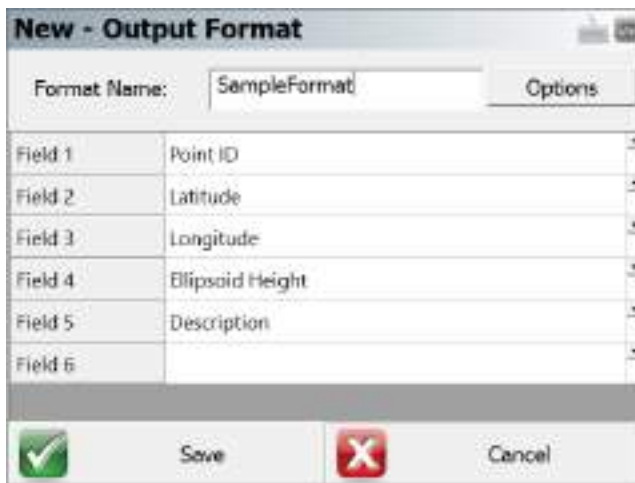 New - Output Format
Format Name: SampleFormat Options
Field 1 Point ID
Field 2 Latitude
Field 3 Longitude
Field 4 Ellipsoid Height
Field 5 Description
Field 6
Save Cancel